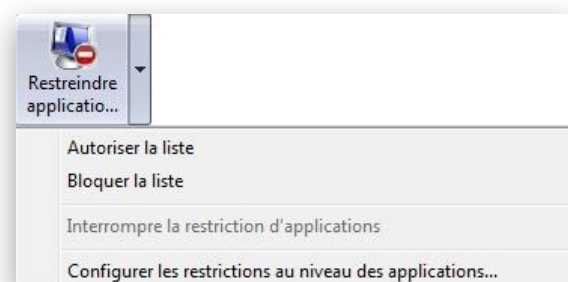 Restreindre
applicatio...
Autoriser la liste
Bloquer la liste
Interrompre la restriction d'applications
Configurer les restrictions au niveau des applications...